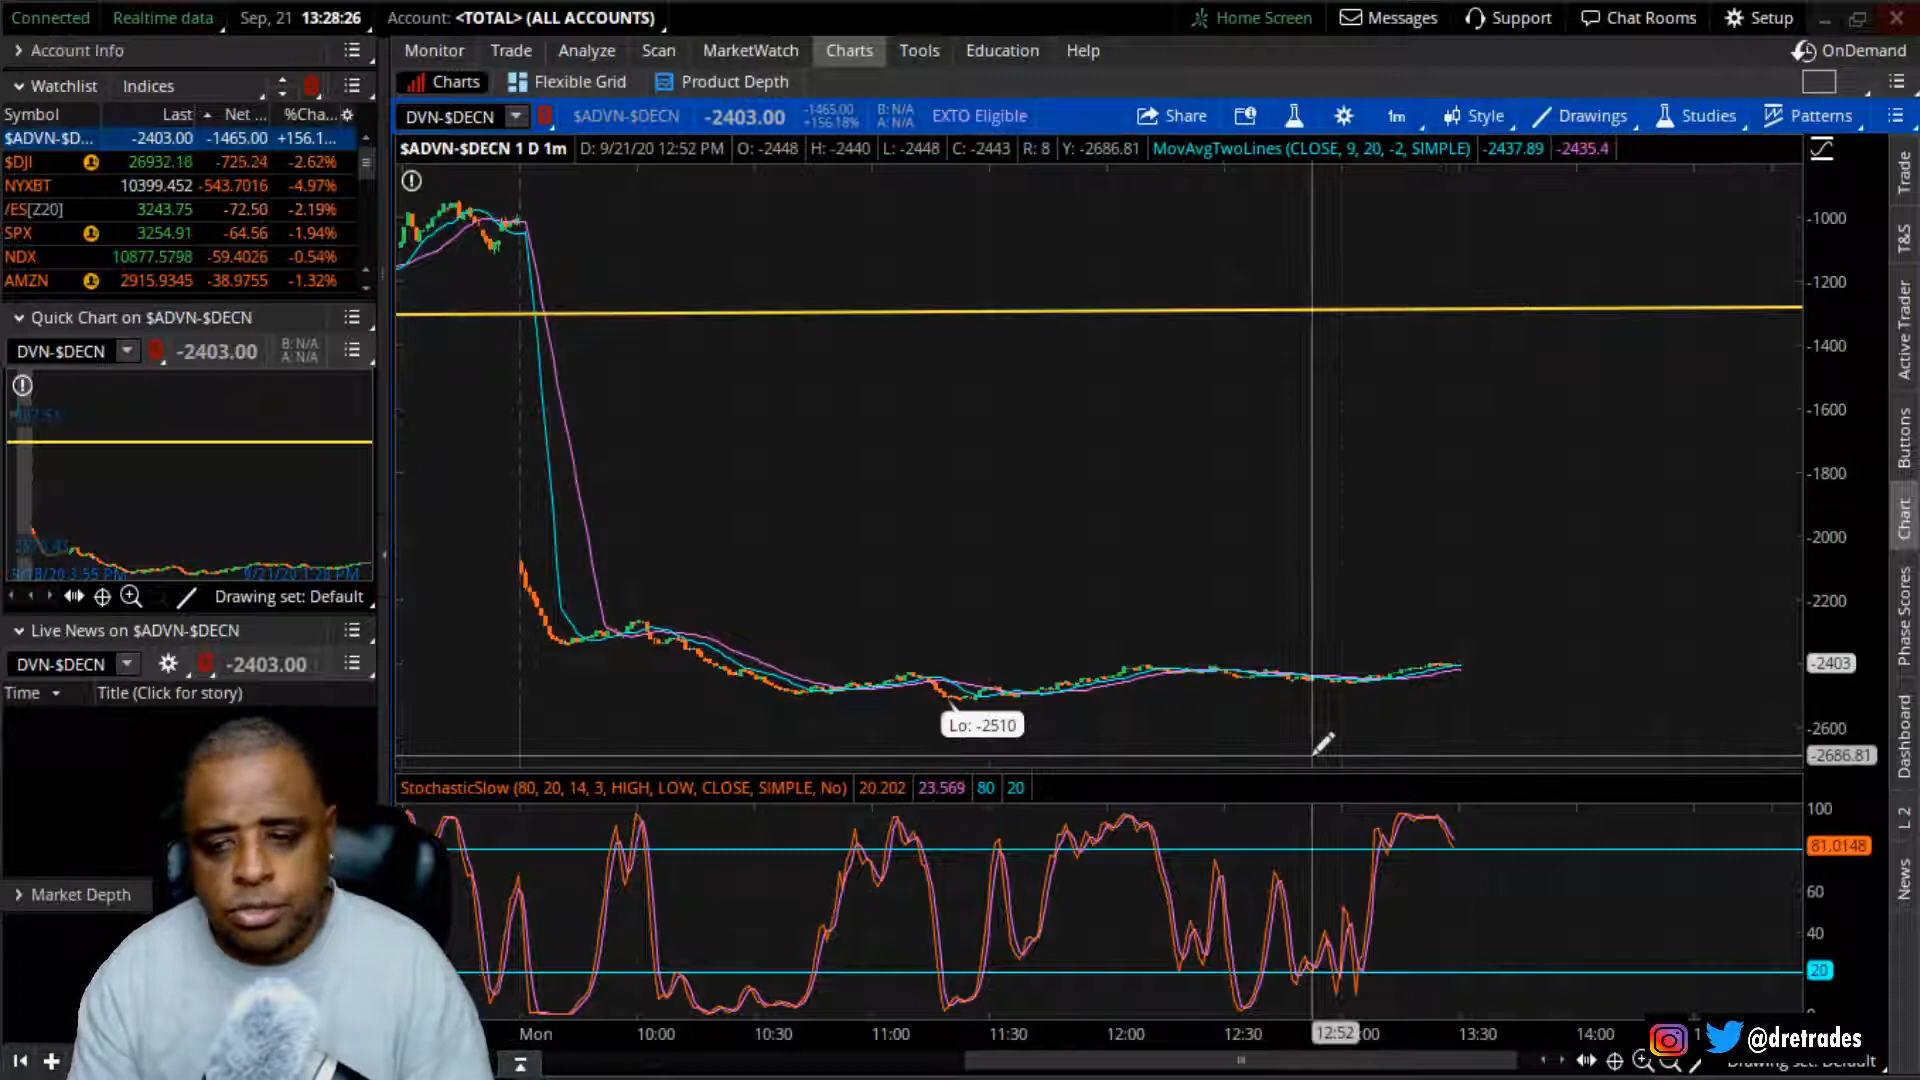 Connected Realtime data Sep, 21 13:28:26 Account: <TOTAL> (ALL ACCOUNTS) Home Screen Messages Support Chat Rooms Setup
Account Info Monitor Trade Analyze Scan MarketWatch Charts Tools Education Help OnDemand
Watchlist Indices Charts Flexible Grid Product Depth
Symbol Last Net ... %Cha...
DVN-$DECN $ADVN-$DECN -2403.00 -1465.00 +156.18% B: N/A A: N/A EXTO Eligible Share 1m Style Drawings Studies Patterns
$ADVN-$D... -2403.00 -1465.00 +156.1...
$ADVN-$DECN 1 D 1m D: 9/21/20 12:52 PM O: -2448 H: -2440 L: -2448 C: -2443 R: 8 Y: -2686.81 MovAvgTwoLines (CLOSE, 9, 20, -2, SIMPLE) -2437.89 -2435.4
$DJI 26932.18 -725.24 -2.62%
NYXBT 10399.452 -543.7016 -4.97%
/ES[Z20] 3243.75 -72.50 -2.19%
SPX 3254.91 -64.56 -1.94%
NDX 10877.5798 -59.4026 -0.54%
AMZN 2915.9345 -38.9755 -1.32%
Quick Chart on $ADVN-$DECN
DVN-$DECN -2403.00 B: N/A A: N/A
9/21/20 1:28 PM
Drawing set: Default
Live News on $ADVN-$DECN
DVN-$DECN -2403.00
Time Title (Click for story)
Market Depth
-1000
-1200
-1400
-1600
-1800
-2000
-2200
-2403
-2600
-2686.81
Lo: -2510
StochasticSlow (80, 20, 14, 3, HIGH, LOW, CLOSE, SIMPLE, No) 20.202 23.569 80 20
100
81.0148
60
40
20
Mon 10:00 10:30 11:00 11:30 12:00 12:30 12:52 13:30 14:00
@dretrades
Trade
T&S
Active Trader
Buttons
Chart
Phase Scores
Dashboard
L 2
News